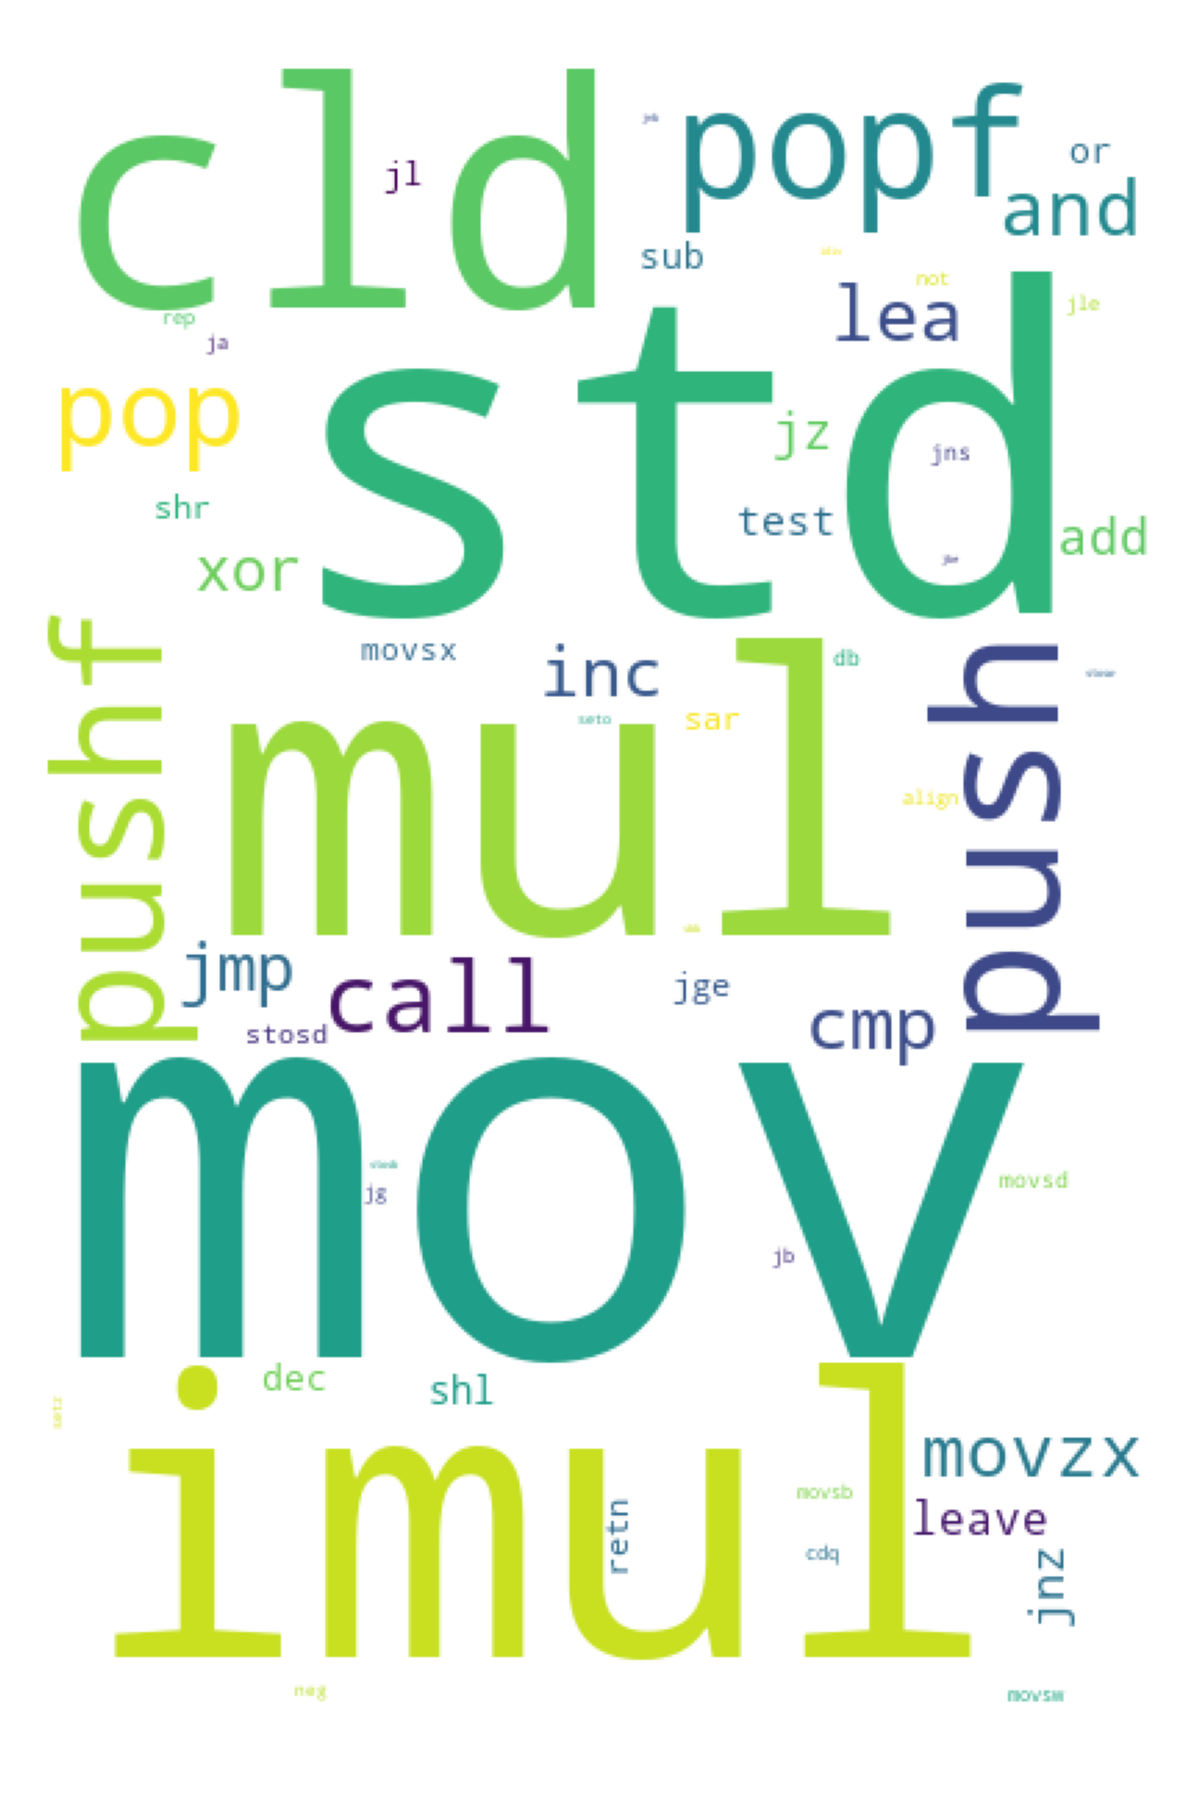 cld
popf
or
jl
and
sub
not
lea
jle
rep
ja
std
pop
jz
jns
shr
test
add
xor
pushf
movsx
inc
db
push
seto
sar
mul
align
jmp
call
jge
stosd
cmp
mov
jg
movsd
jb
dec
shl
imul
movzx
movsb
leave
retn
cdq
jnz
neg
movsw